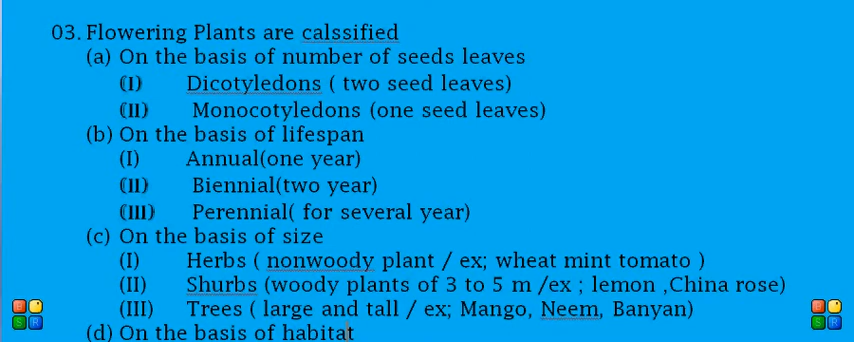 03. Flowering Plants are calssified
(a) On the basis of number of seeds leaves
(I) Dicotyledons ( two seed leaves)
(II) Monocotyledons (one seed leaves)
(b) On the basis of lifespan
(I) Annual(one year)
(II) Biennial(two year)
(III) Perennial( for several year)
(c) On the basis of size
(I) Herbs ( nonwoody plant / ex; wheat mint tomato )
(II) Shurbs (woody plants of 3 to 5 m /ex ; lemon ,China rose)
(III) Trees ( large and tall / ex; Mango, Neem, Banyan)
(d) On the basis of habitat